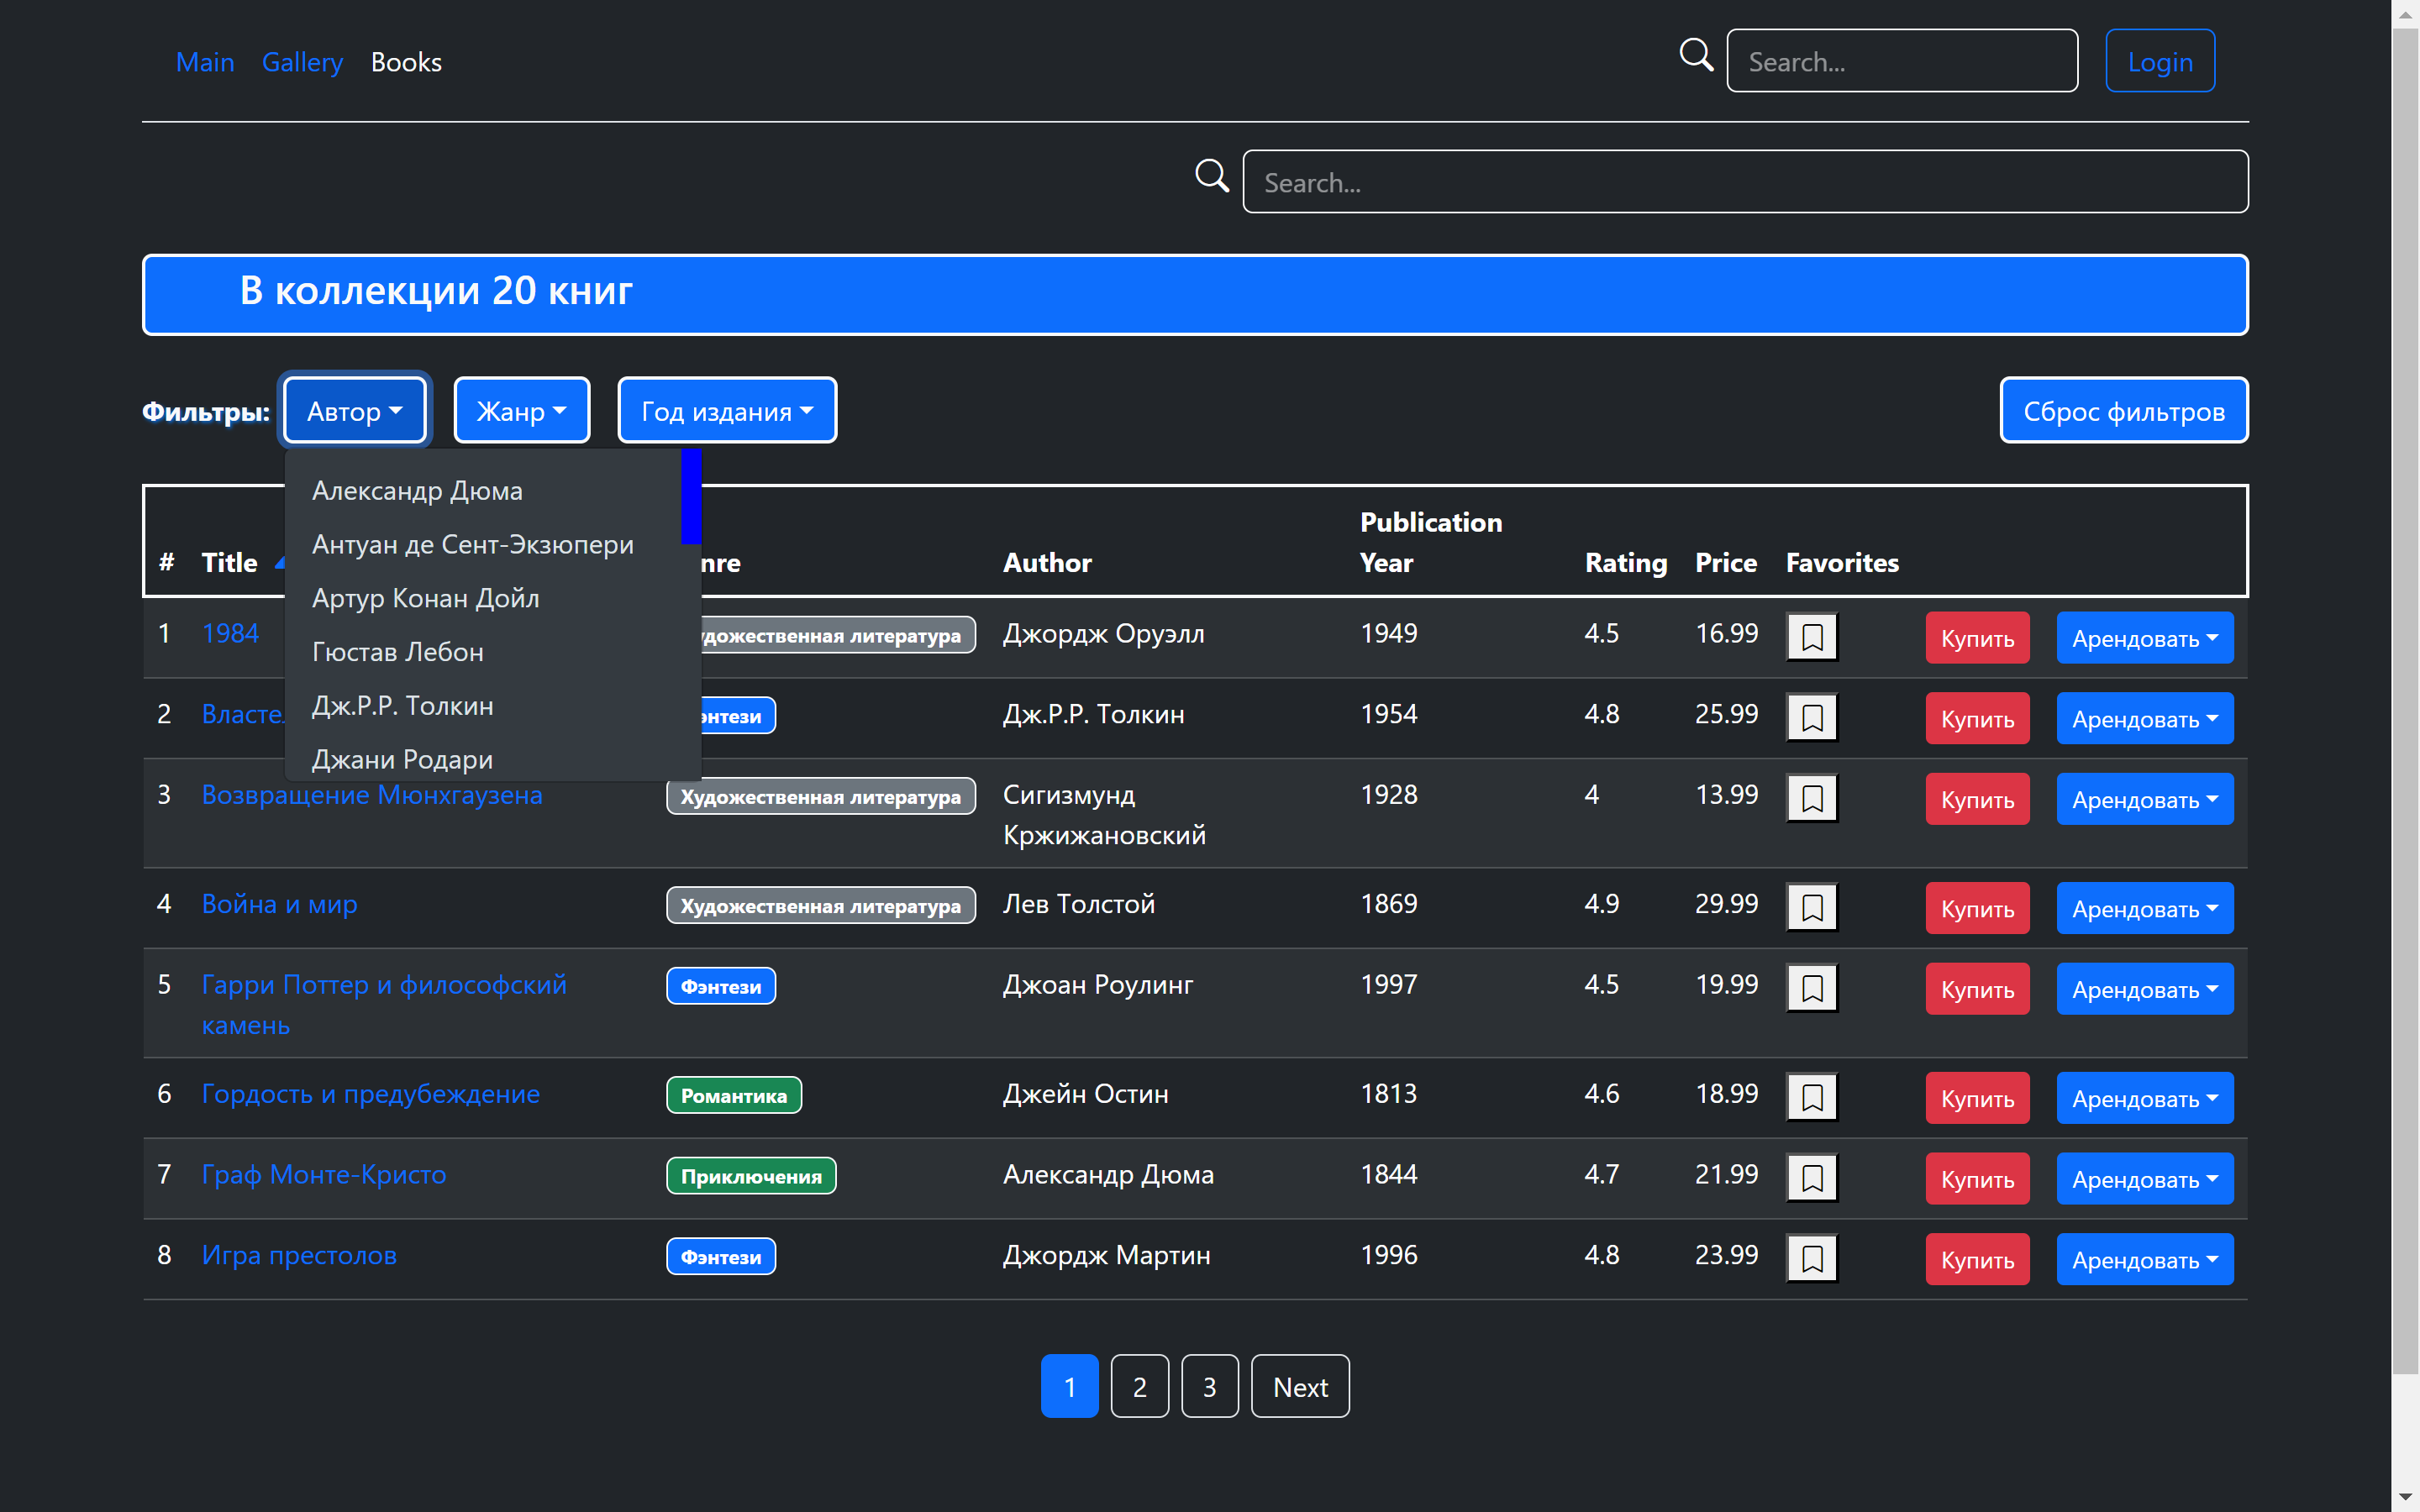 Main Gallery Books Search... Login
Search...
В коллекции 20 книг
Фильтры: Автор Жанр Год издания Сброс фильтров
Александр Дюма
Антуан де Сент-Экзюпери
Артур Конан Дойл
Гюстав Лебон
Дж.Р.Р. Толкин
Джани Родари
# Title nre Author Publication Year Rating Price Favorites
1 1984 удожественная литература Джордж Оруэлл 1949 4.5 16.99 Купить Арендовать
2 Власте энтези Дж.Р.Р. Толкин 1954 4.8 25.99 Купить Арендовать
3 Возвращение Мюнхгаузена Художественная литература Сигизмунд Кржижановский 1928 4 13.99 Купить Арендовать
4 Война и мир Художественная литература Лев Толстой 1869 4.9 29.99 Купить Арендовать
5 Гарри Поттер и философский камень Фэнтези Джоан Роулинг 1997 4.5 19.99 Купить Арендовать
6 Гордость и предубеждение Романтика Джейн Остин 1813 4.6 18.99 Купить Арендовать
7 Граф Монте-Кристо Приключения Александр Дюма 1844 4.7 21.99 Купить Арендовать
8 Игра престолов Фэнтези Джордж Мартин 1996 4.8 23.99 Купить Арендовать
1 2 3 Next